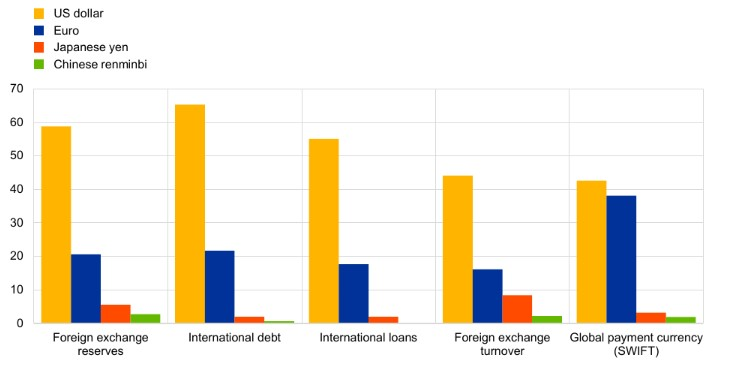 US dollar
Euro
Japanese yen
Chinese renminbi
70
60
50
40
30
20
10
0
Foreign exchange
reserves
International debt
International loans
Foreign exchange
turnover
Global payment currency
(SWIFT)